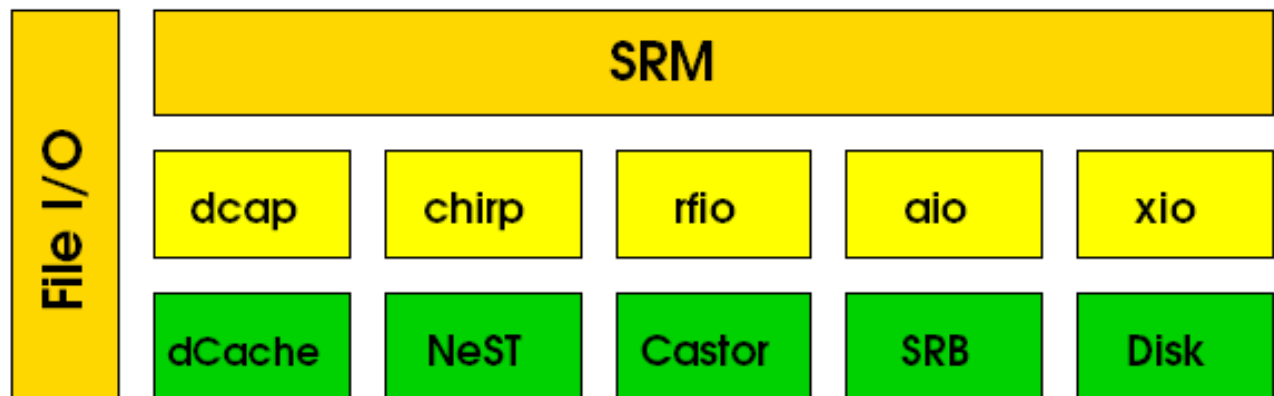 File I/O
SRM
dcap chirp rfio aio xio
dCache NeST Castor SRB Disk